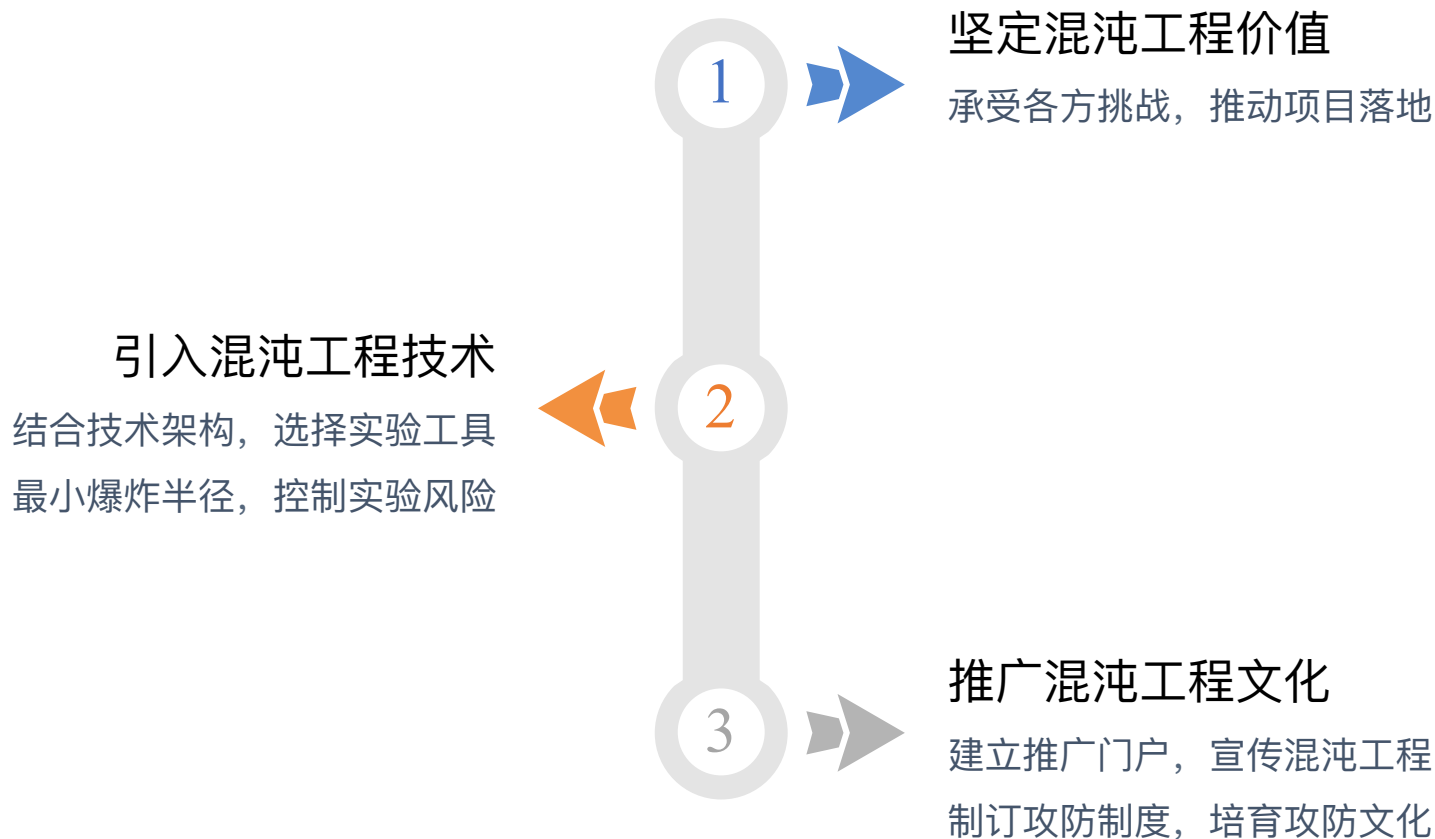 1
坚定混沌工程价值
承受各方挑战，推动项目落地
引入混沌工程技术
结合技术架构，选择实验工具
最小爆炸半径，控制实验风险
2
3
推广混沌工程文化
建立推广门户，宣传混沌工程
制订攻防制度，培育攻防文化